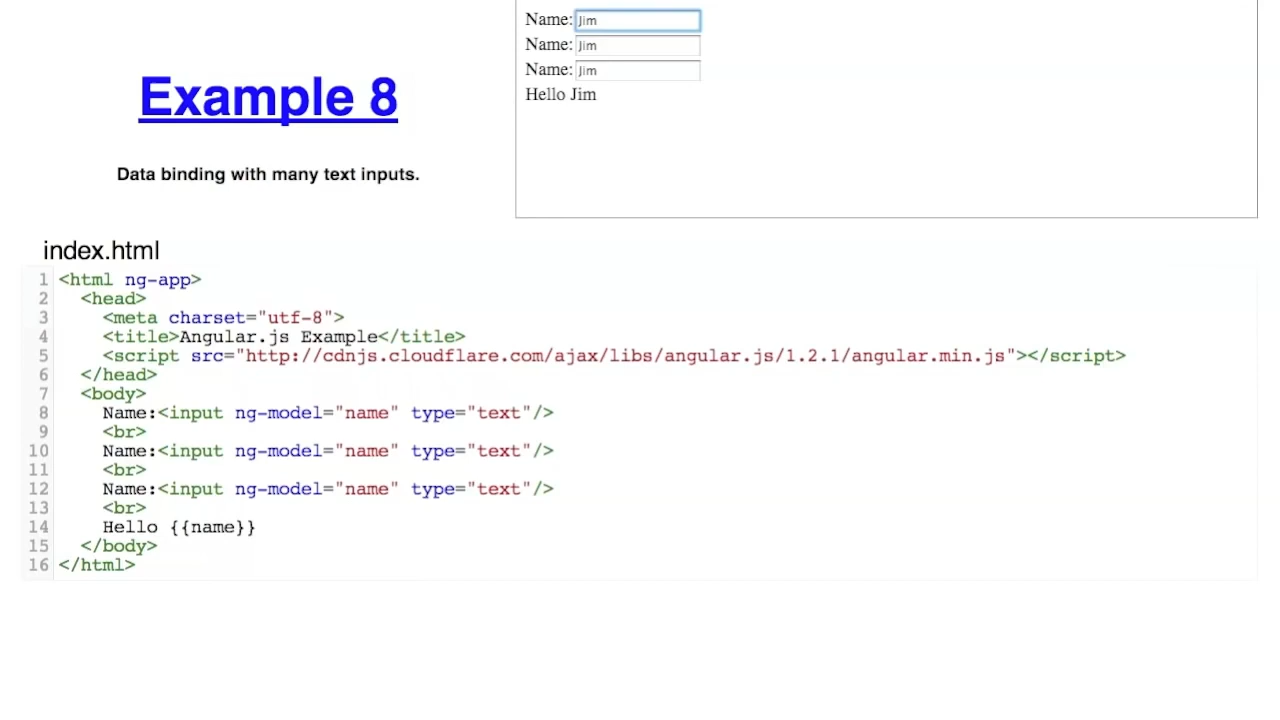 Example 8
Data binding with many text inputs.
Name: Jim
Name: Jim
Name: Jim
Hello Jim
index.html
1 <html ng-app>
2   <head>
3     <meta charset="utf-8">
4     <title>Angular.js Example</title>
5     <script src="http://cdnjs.cloudflare.com/ajax/libs/angular.js/1.2.1/angular.min.js"></script>
6   </head>
7   <body>
8     Name:<input ng-model="name" type="text"/>
9     <br>
10     Name:<input ng-model="name" type="text"/>
11     <br>
12     Name:<input ng-model="name" type="text"/>
13     <br>
14     Hello {{name}}
15   </body>
16 </html>